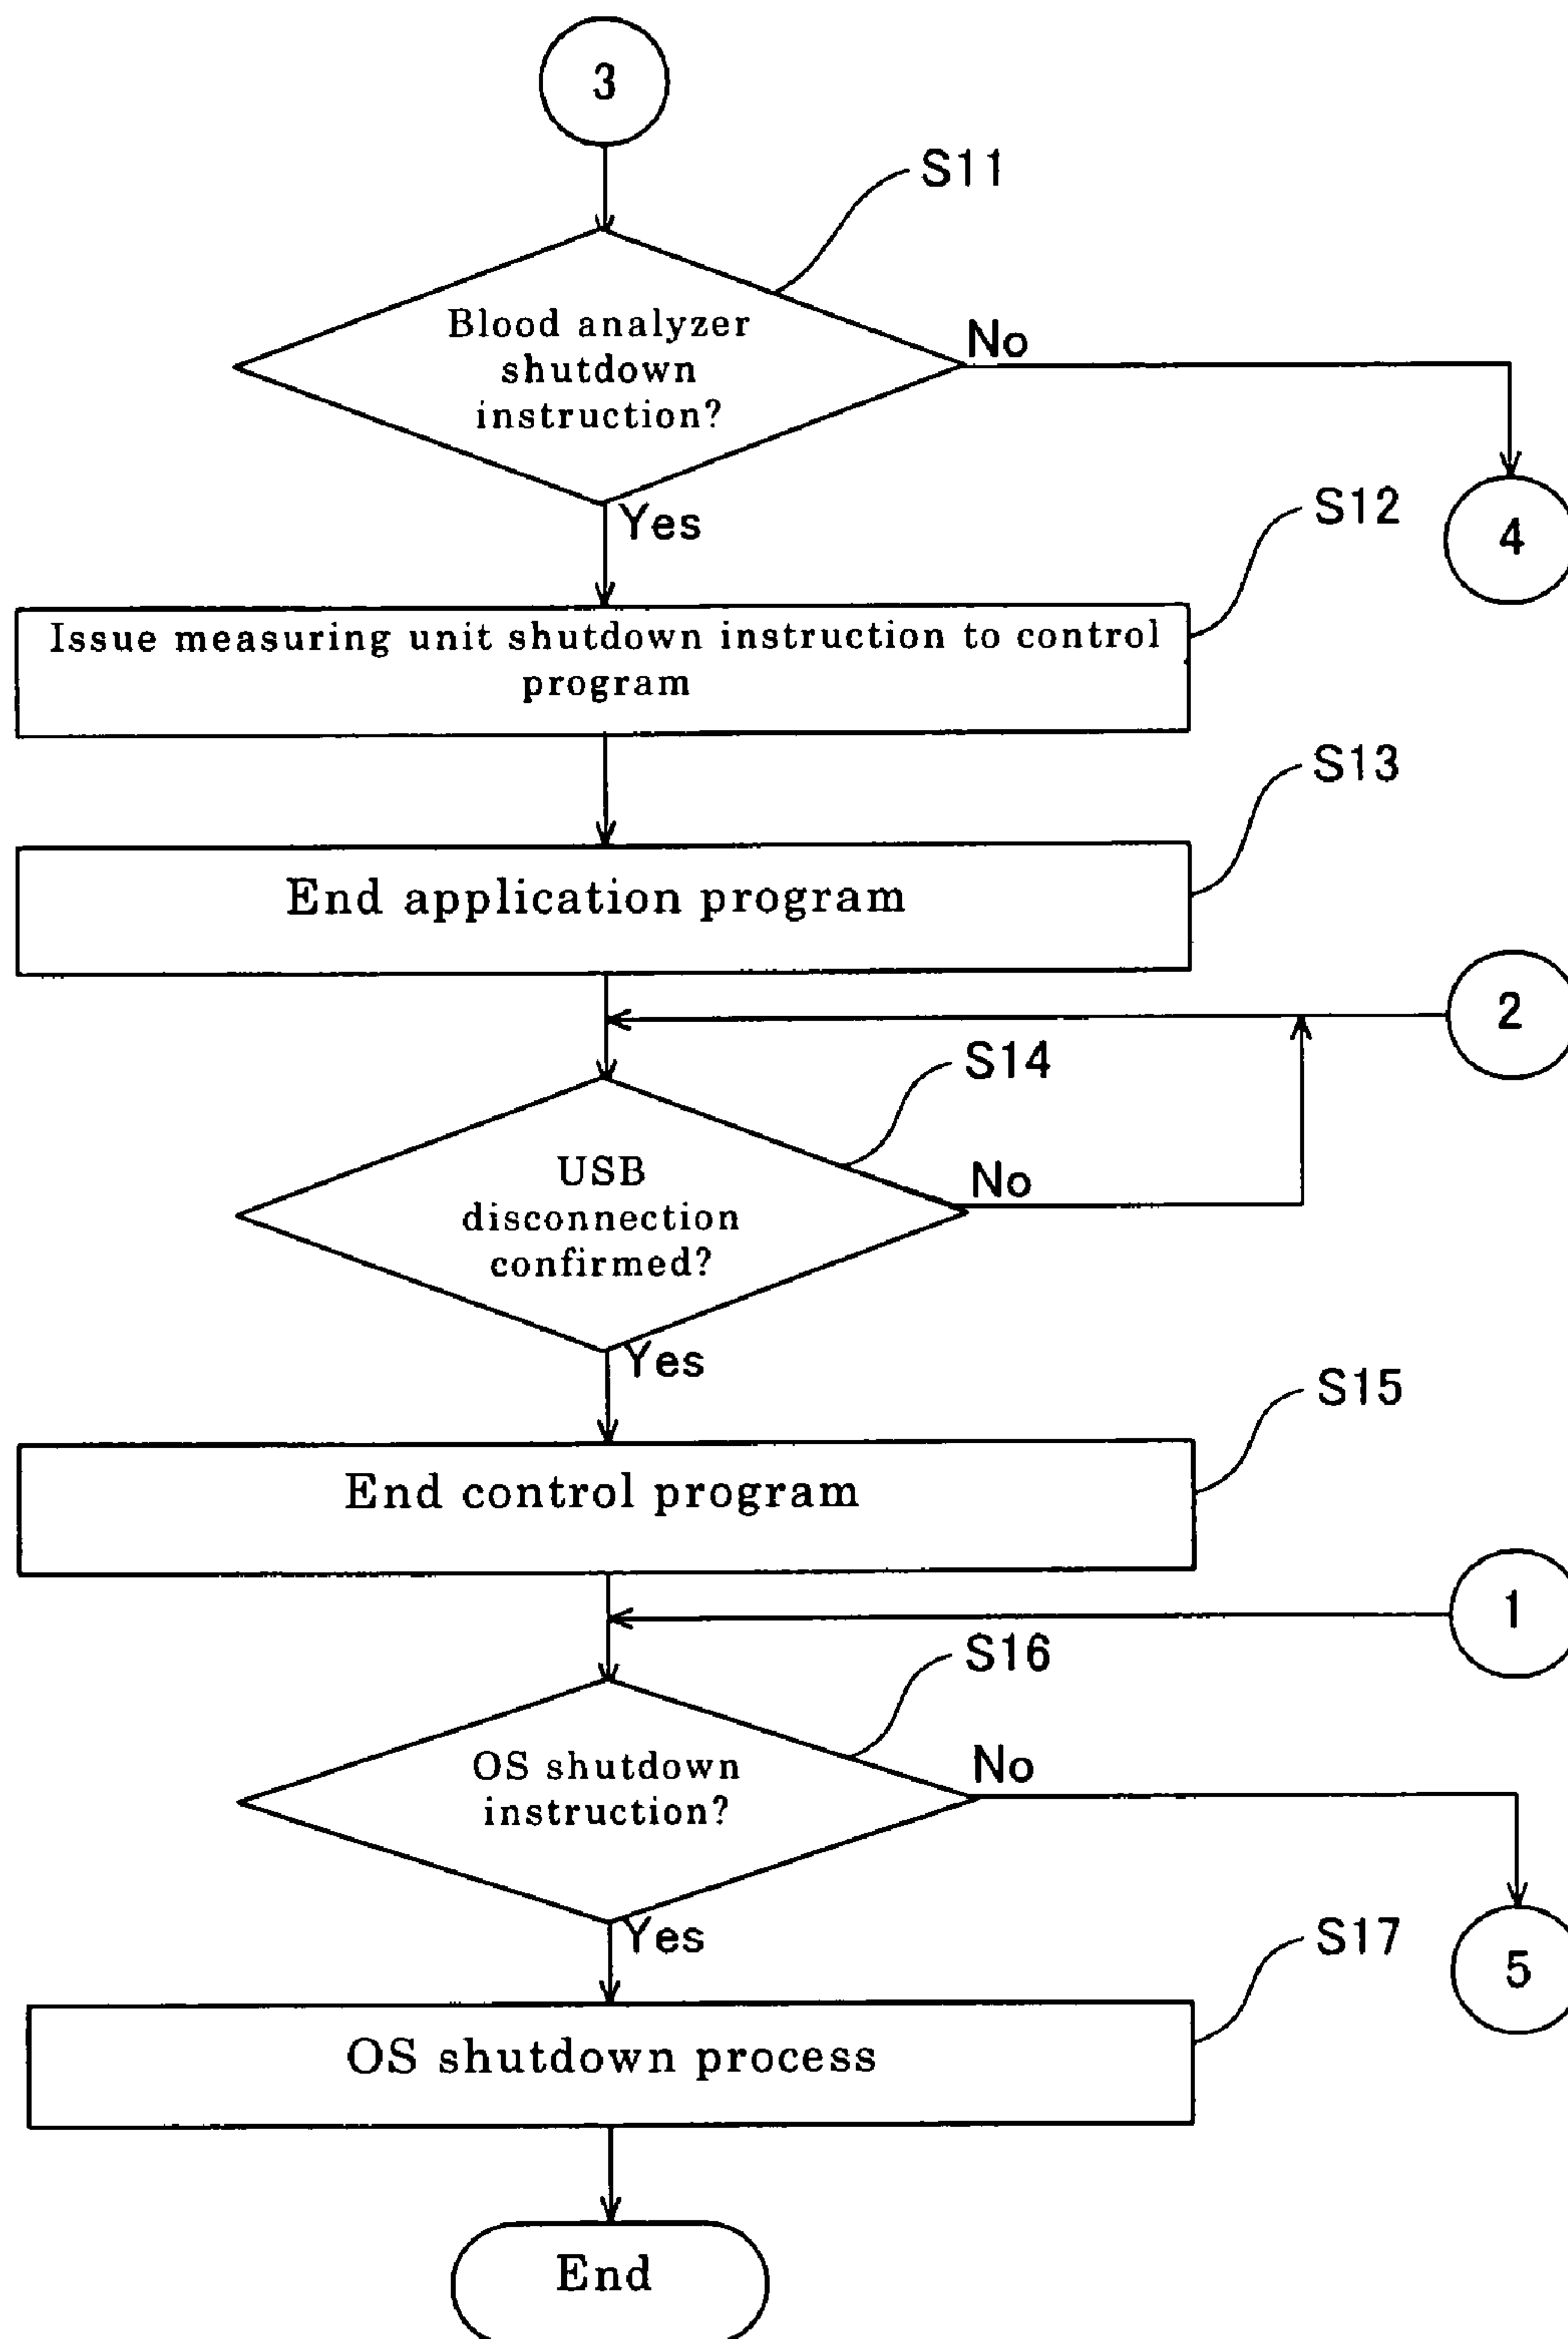 3
S11
Blood analyzer
shutdown
instruction?
No
Yes
4
S12
Issue measuring unit shutdown instruction to control
program
S13
End application program
2
S14
USB
disconnection
confirmed?
No
Yes
S15
End control program
1
S16
OS shutdown
instruction?
No
Yes
5
S17
OS shutdown process
End